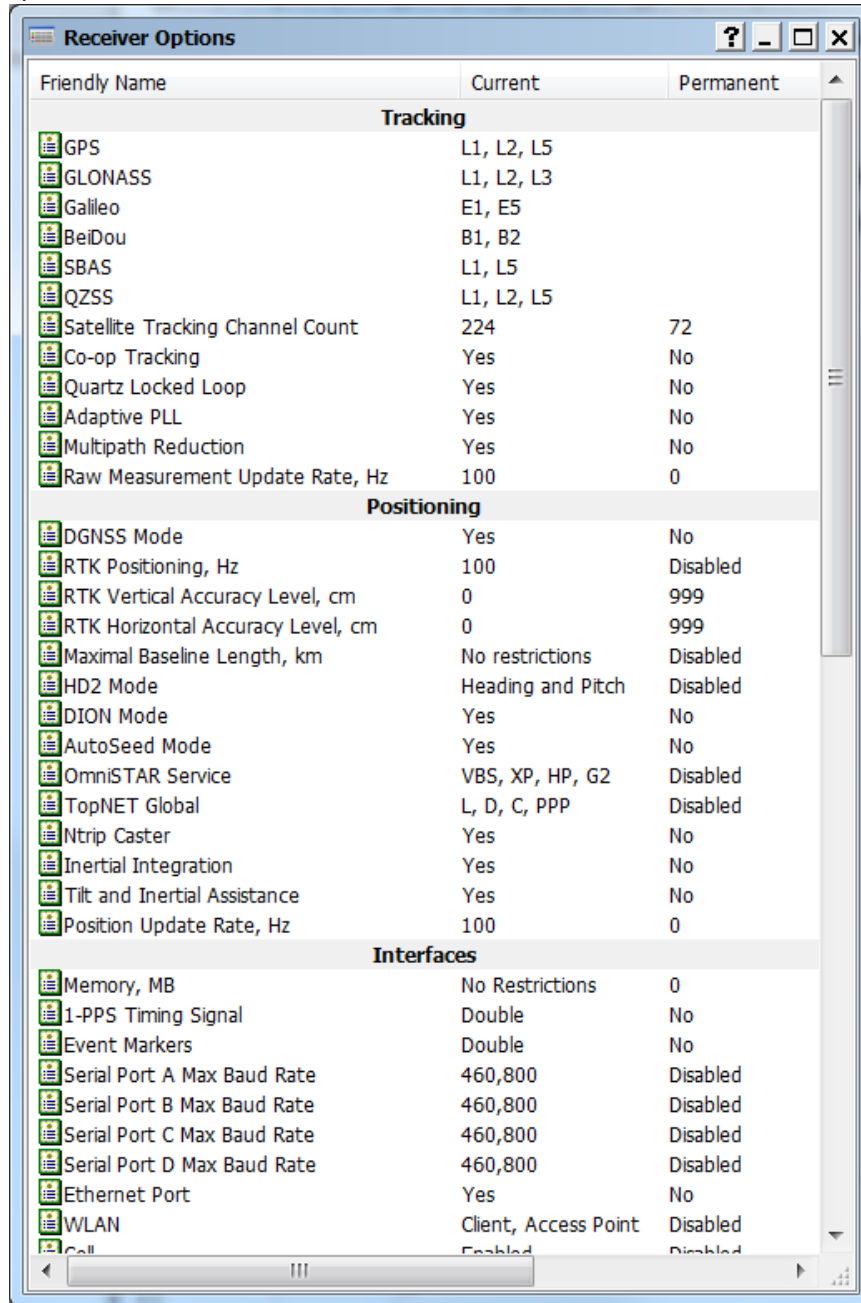 Receiver Options
Friendly Name Current Permanent
Tracking
GPS L1, L2, L5
GLONASS L1, L2, L3
Galileo E1, E5
BeiDou B1, B2
SBAS L1, L5
QZSS L1, L2, L5
Satellite Tracking Channel Count 224 72
Co-op Tracking Yes No
Quartz Locked Loop Yes No
Adaptive PLL Yes No
Multipath Reduction Yes No
Raw Measurement Update Rate, Hz 100 0
Positioning
DGNSS Mode Yes No
RTK Positioning, Hz 100 Disabled
RTK Vertical Accuracy Level, cm 0 999
RTK Horizontal Accuracy Level, cm 0 999
Maximal Baseline Length, km No restrictions Disabled
HD2 Mode Heading and Pitch Disabled
DION Mode Yes No
AutoSeed Mode Yes No
OmniSTAR Service VBS, XP, HP, G2 Disabled
TopNET Global L, D, C, PPP Disabled
Ntrip Caster Yes No
Inertial Integration Yes No
Tilt and Inertial Assistance Yes No
Position Update Rate, Hz 100 0
Interfaces
Memory, MB No Restrictions 0
1-PPS Timing Signal Double No
Event Markers Double No
Serial Port A Max Baud Rate 460,800 Disabled
Serial Port B Max Baud Rate 460,800 Disabled
Serial Port C Max Baud Rate 460,800 Disabled
Serial Port D Max Baud Rate 460,800 Disabled
Ethernet Port Yes No
WLAN Client, Access Point Disabled
Cell Enabled Disabled